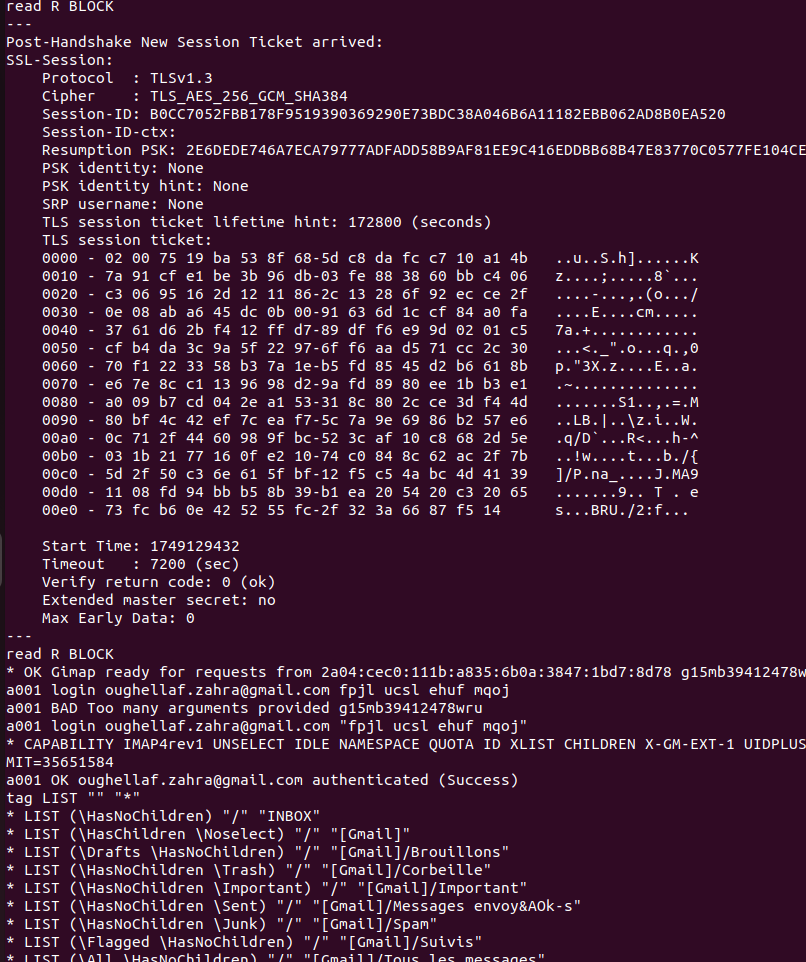 read R BLOCK
---
Post-Handshake New Session Ticket arrived:
SSL-Session:
    Protocol  : TLSv1.3
    Cipher    : TLS_AES_256_GCM_SHA384
    Session-ID: B0CC7052FBB178F9519390369290E73BDC38A046B6A11182EBB062AD8B0EA520
    Session-ID-ctx:
    Resumption PSK: 2E6DEDE746A7ECA79777ADFADD58B9AF81EE9C416EDDBB68B47E83770C0577FE104CE
    PSK identity: None
    PSK identity hint: None
    SRP username: None
    TLS session ticket lifetime hint: 172800 (seconds)
    TLS session ticket:
    0000 - 02 00 75 19 ba 53 8f 68-5d c8 da fc c7 10 a1 4b   ..u..S.h]......K
    0010 - 7a 91 cf e1 be 3b 96 db-03 fe 88 38 60 bb c4 06   z....;.....8`...
    0020 - c3 06 95 16 2d 12 11 86-2c 13 28 6f 92 ec ce 2f   ....-...,.(o.../
    0030 - 0e 08 ab a6 45 dc 0b 00-91 63 6d 1c cf 84 a0 fa   ....E....cm.....
    0040 - 37 61 d6 2b f4 12 ff d7-89 df f6 e9 9d 02 01 c5   7a.+............
    0050 - cf b4 da 3c 9a 5f 22 97-6f f6 aa d5 71 cc 2c 30   ...<._".o...q.,0
    0060 - 70 f1 22 33 58 b3 7a 1e-b5 fd 85 45 d2 b6 61 8b   p."3X.z....E..a.
    0070 - e6 7e 8c c1 13 96 98 d2-9a fd 89 80 ee 1b b3 e1   .~..............
    0080 - a0 09 b7 cd 04 2e a1 53-31 8c 80 2c ce 3d f4 4d   .......S1..,.=.M
    0090 - 80 bf 4c 42 ef 7c ea f7-5c 7a 9e 69 86 b2 57 e6   ..LB.|..\z.i..W.
    00a0 - 0c 71 2f 44 60 98 9f bc-52 3c af 10 c8 68 2d 5e   .q/D`...R<...h-^
    00b0 - 03 1b 21 77 16 0f e2 10-74 c0 84 8c 62 ac 2f 7b   ..!w....t...b./{
    00c0 - 5d 2f 50 c3 6e 61 5f bf-12 f5 c5 4a bc 4d 41 39   ]/P.na_....J.MA9
    00d0 - 11 08 fd 94 bb b5 8b 39-b1 ea 20 54 20 c3 20 65   .......9.. T . e
    00e0 - 73 fc b6 0e 42 52 55 fc-2f 32 3a 66 87 f5 14      s...BRU./2:f...
    Start Time: 1749129432
    Timeout   : 7200 (sec)
    Verify return code: 0 (ok)
    Extended master secret: no
    Max Early Data: 0
---
read R BLOCK
* OK Gimap ready for requests from 2a04:cec0:111b:a835:6b0a:3847:1bd7:8d78 g15mb39412478w
a001 login oughellaf.zahra@gmail.com fpjl ucsl ehuf mqoj
a001 BAD Too many arguments provided g15mb39412478wru
a001 login oughellaf.zahra@gmail.com "fpjl ucsl ehuf mqoj"
* CAPABILITY IMAP4rev1 UNSELECT IDLE NAMESPACE QUOTA ID XLIST CHILDREN X-GM-EXT-1 UIDPLUS
MIT=35651584
a001 OK oughellaf.zahra@gmail.com authenticated (Success)
tag LIST "" "*"
* LIST (\HasNoChildren) "/" "INBOX"
* LIST (\HasChildren \Noselect) "/" "[Gmail]"
* LIST (\Drafts \HasNoChildren) "/" "[Gmail]/Brouillons"
* LIST (\HasNoChildren \Trash) "/" "[Gmail]/Corbeille"
* LIST (\HasNoChildren \Important) "/" "[Gmail]/Important"
* LIST (\HasNoChildren \Sent) "/" "[Gmail]/Messages envoy&AOk-s"
* LIST (\HasNoChildren \Junk) "/" "[Gmail]/Spam"
* LIST (\Flagged \HasNoChildren) "/" "[Gmail]/Suivis"
* LIST (\All \HasNoChildren) "/" "[Gmail]/Tous les messages"